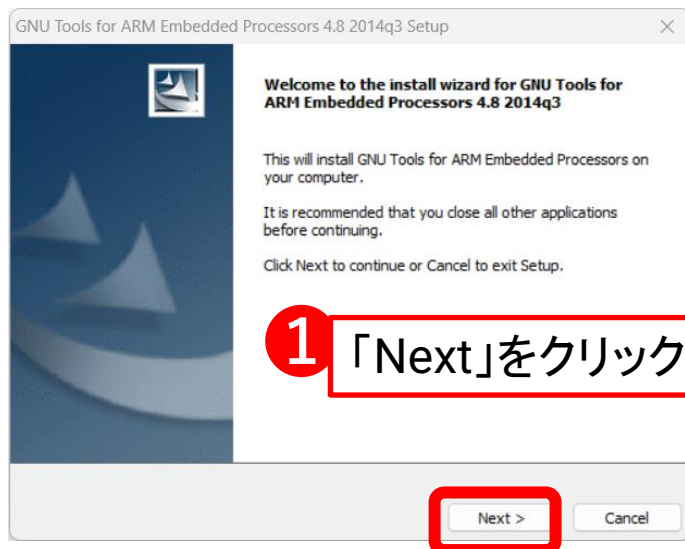 GNU Tools for ARM Embedded Processors 4.8 2014q3 Setup
Welcome to the install wizard for GNU Tools for
ARM Embedded Processors 4.8 2014q3
This will install GNU Tools for ARM Embedded Processors on
your computer.
It is recommended that you close all other applications
before continuing.
Click Next to continue or Cancel to exit Setup.
1
「Next」をクリック
Next >
Cancel